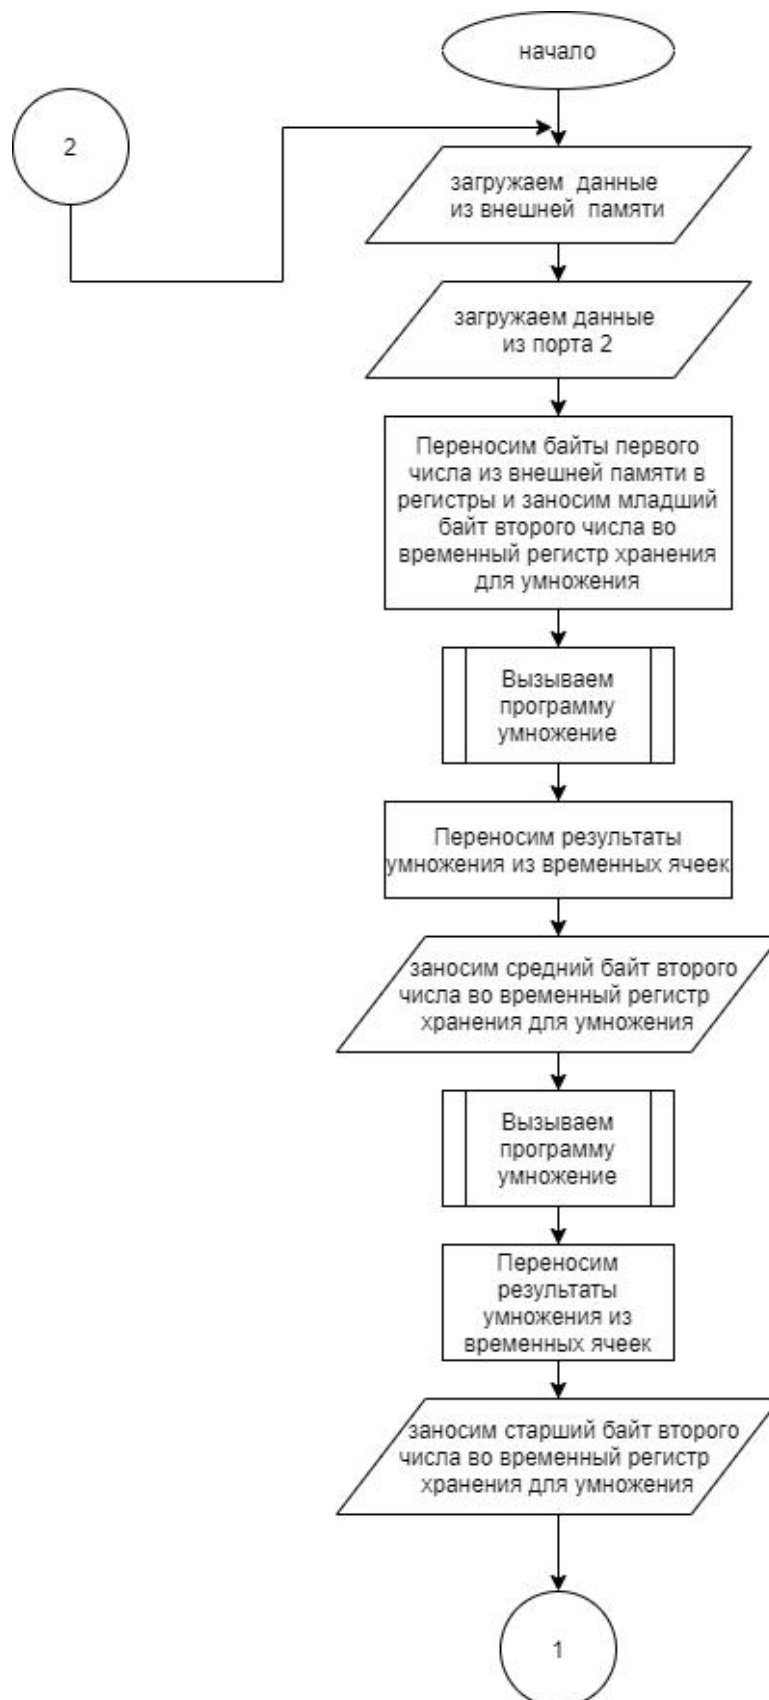 начало
2
загружаем данные
из внешней памяти
загружаем данные
из порта 2
Переносим байты первого
числа из внешней памяти в
регистры и заносим младший
байт второго числа во
временный регистр хранения
для умножения
Вызываем
программу
умножение
Переносим результаты
умножения из временных ячеек
заносим средний байт второго
числа во временный регистр
хранения для умножения
Вызываем
программу
умножение
Переносим
результаты
умножения из
временных ячеек
заносим старший байт второго
числа во временный регистр
хранения для умножения
1